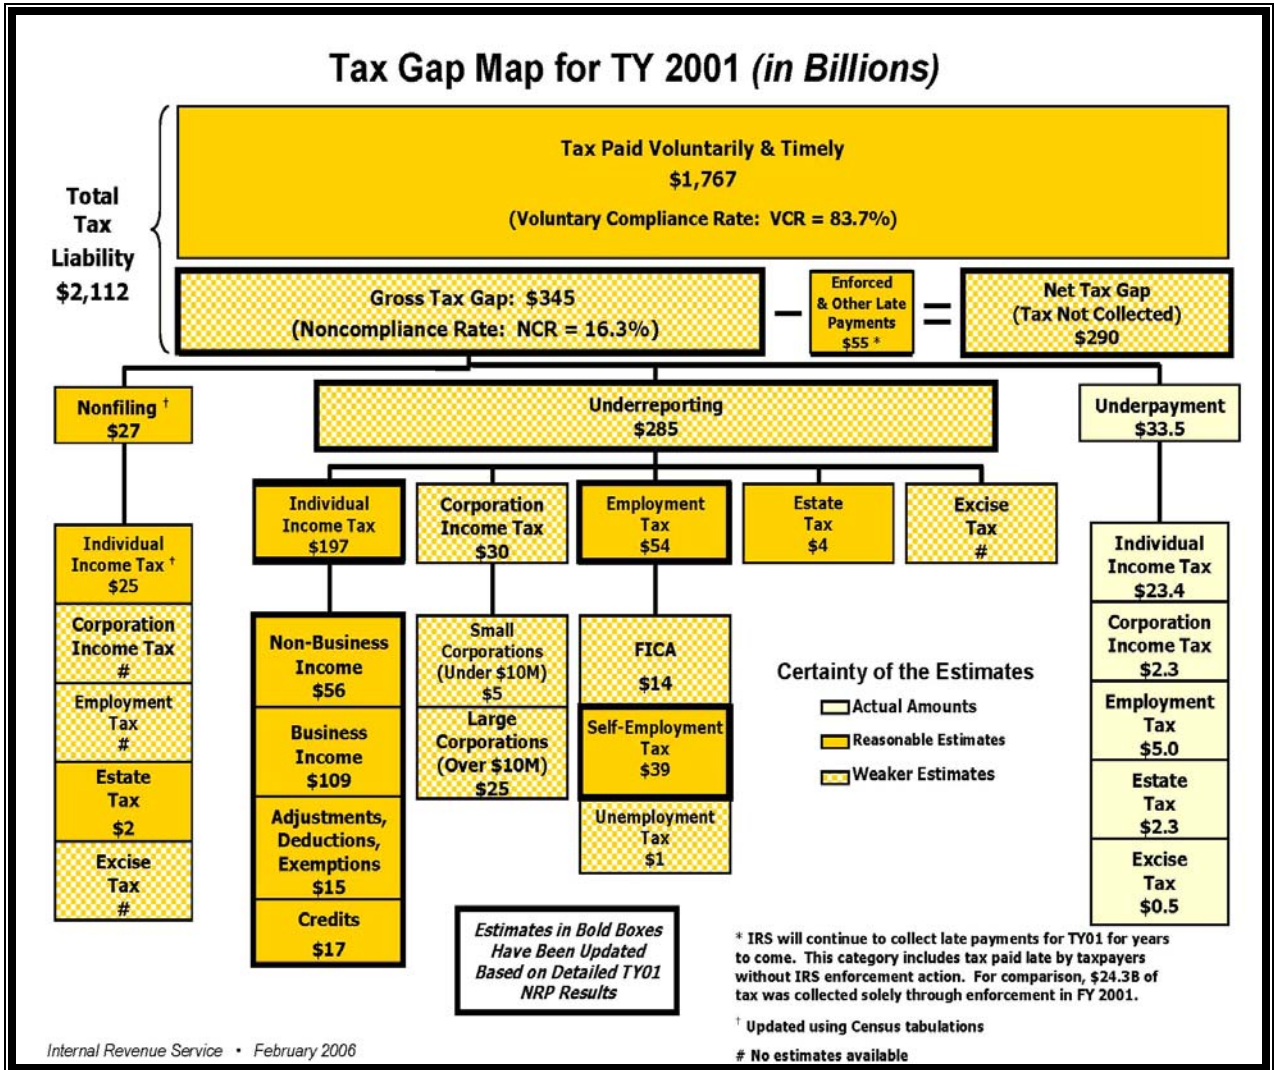 Tax Gap Map for TY 2001 (in Billions)
Total
Tax
Liability
$2,112
Tax Paid Voluntarily & Timely
$1,767
(Voluntary Compliance Rate: VCR = 83.7%)
Gross Tax Gap: $345
(Noncompliance Rate: NCR = 16.3%)
Enforced
& Other Late
Payments
$55 *
Net Tax Gap
(Tax Not Collected)
$290
Nonfiling †
$27
Underreporting
$285
Underpayment
$33.5
Individual
Income Tax †
$25
Corporation
Income Tax
#
Employment
Tax
#
Estate
Tax
$2
Excise
Tax
#
Individual
Income Tax
$197
Corporation
Income Tax
$30
Employment
Tax
$54
Estate
Tax
$4
Excise
Tax
#
Non-Business
Income
$56
Business
Income
$109
Adjustments,
Deductions,
Exemptions
$15
Credits
$17
Small
Corporations
(Under $10M)
$5
Large
Corporations
(Over $10M)
$25
FICA
$14
Self-Employment
Tax
$39
Unemployment
Tax
$1
Certainty of the Estimates
Actual Amounts
Reasonable Estimates
Weaker Estimates
Individual
Income Tax
$23.4
Corporation
Income Tax
$2.3
Employment
Tax
$5.0
Estate
Tax
$2.3
Excise
Tax
$0.5
Estimates in Bold Boxes
Have Been Updated
Based on Detailed TY01
NRP Results
* IRS will continue to collect late payments for TY01 for years
to come. This category includes tax paid late by taxpayers
without IRS enforcement action. For comparison, $24.3B of
tax was collected solely through enforcement in FY 2001.
† Updated using Census tabulations
# No estimates available
Internal Revenue Service • February 2006